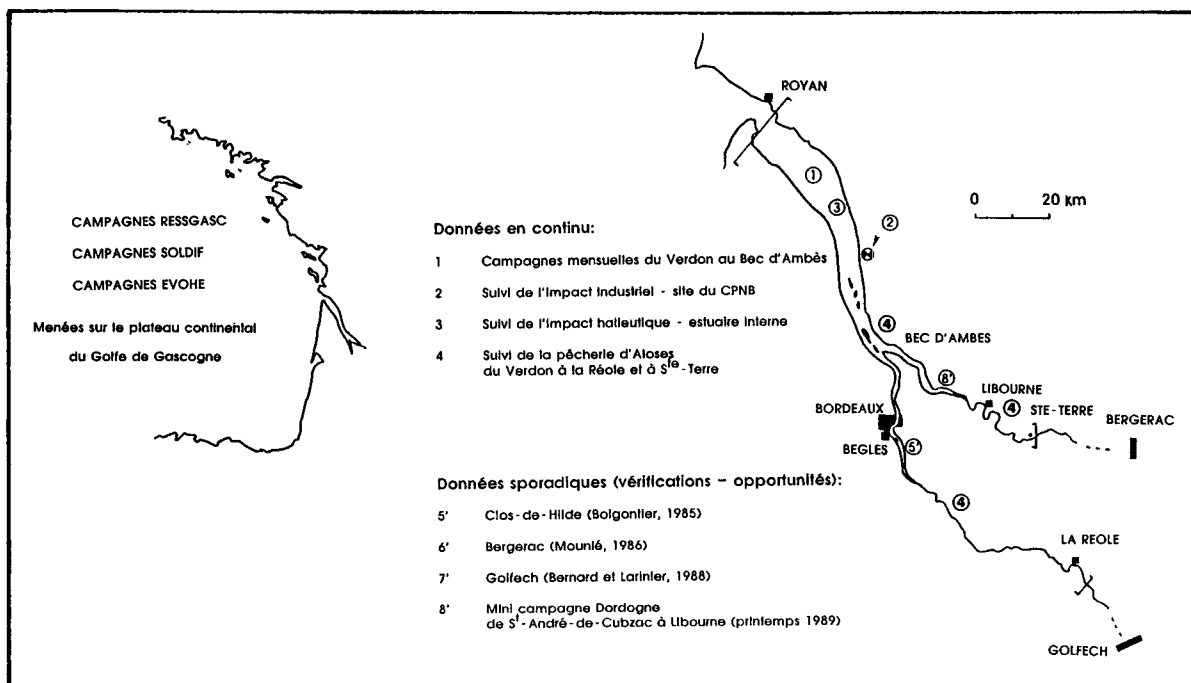 CAMPAGNES RESSGASC
CAMPAGNES SOLDIF
CAMPAGNES EVOHE
Menées sur le plateau continental
du Golfe de Gascogne
Données en continu:
1 Campagnes mensuelles du Verdon au Bec d'Ambès
2 Suivi de l'impact industriel - site du CPNB
3 Suivi de l'impact halieutique - estuaire interne
4 Suivi de la pêcherie d'Aloses
du Verdon à la Réole et à Ste-Terre
Données sporadiques (vérifications - opportunités):
5' Clos-de-Hilde (Boigontier, 1985)
6' Bergerac (Mounié, 1986)
7' Golfech (Bernard et Larinier, 1988)
8' Mini campagne Dordogne
de St-André-de-Cubzac à Libourne (printemps 1989)
ROYAN
1
3
2
N
0 20 km
4
BEC D'AMBES
8'
LIBOURNE
4
STE-TERRE
BERGERAC
BORDEAUX
BEGLES
5'
4
LA REOLE
GOLFECH